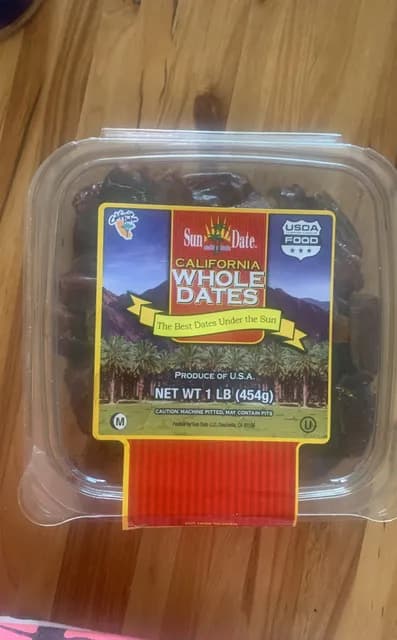 California
Sun Date.
USDA
FOOD
CALIFORNIA
WHOLE
DATES
The Best Dates Under the Sun
PRODUCE OF U.S.A.
NET WT 1 LB (454g)
CAUTION: MACHINE PITTED, MAY CONTAIN PITS
M
U